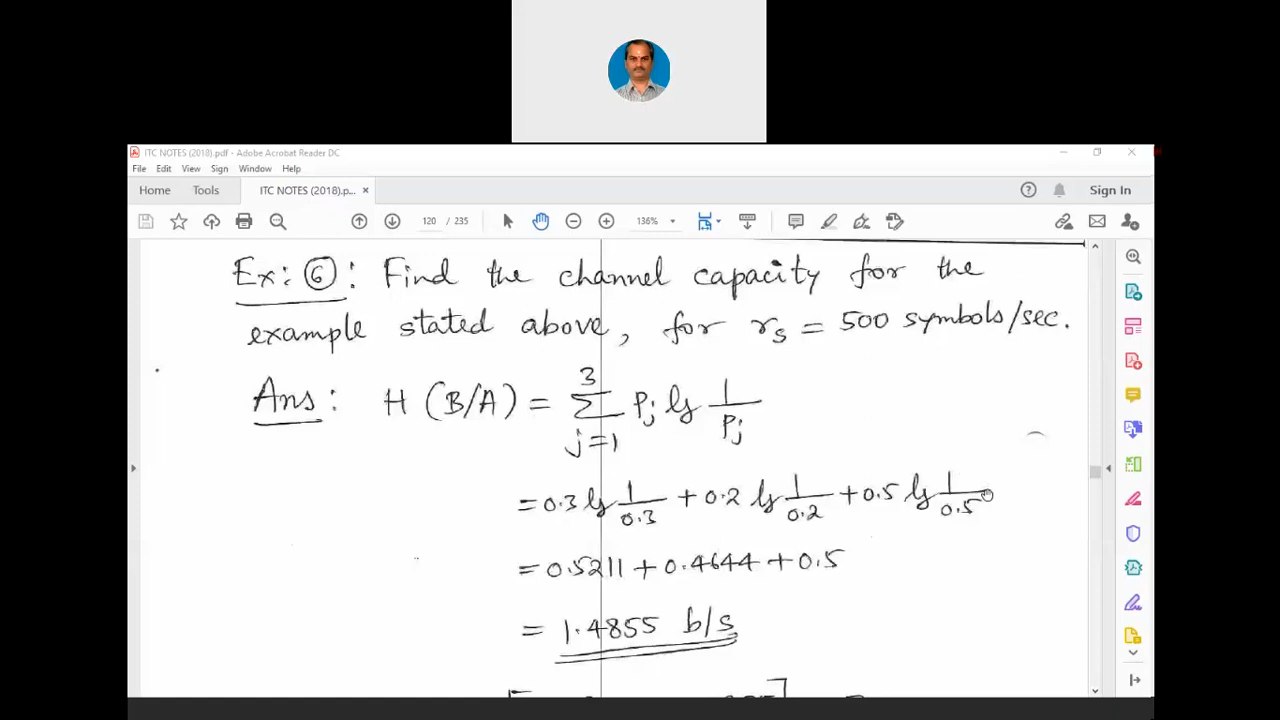 ITC NOTES (2018).pdf - Adobe Acrobat Reader DC
File Edit View Sign Window Help
Home Tools ITC NOTES (2018).p... × Sign In
120 / 235 136%
Ex: ⑥ : Find the channel capacity for the
example stated above, for rs = 500 symbols/sec.
Ans : H (B/A) = 3 Σ j=1 Pj lg 1/Pj
= 0.3 lg 1/0.3 + 0.2 lg 1/0.2 + 0.5 lg 1/0.5
= 0.5211 + 0.4644 + 0.5
= 1.4855 b/s